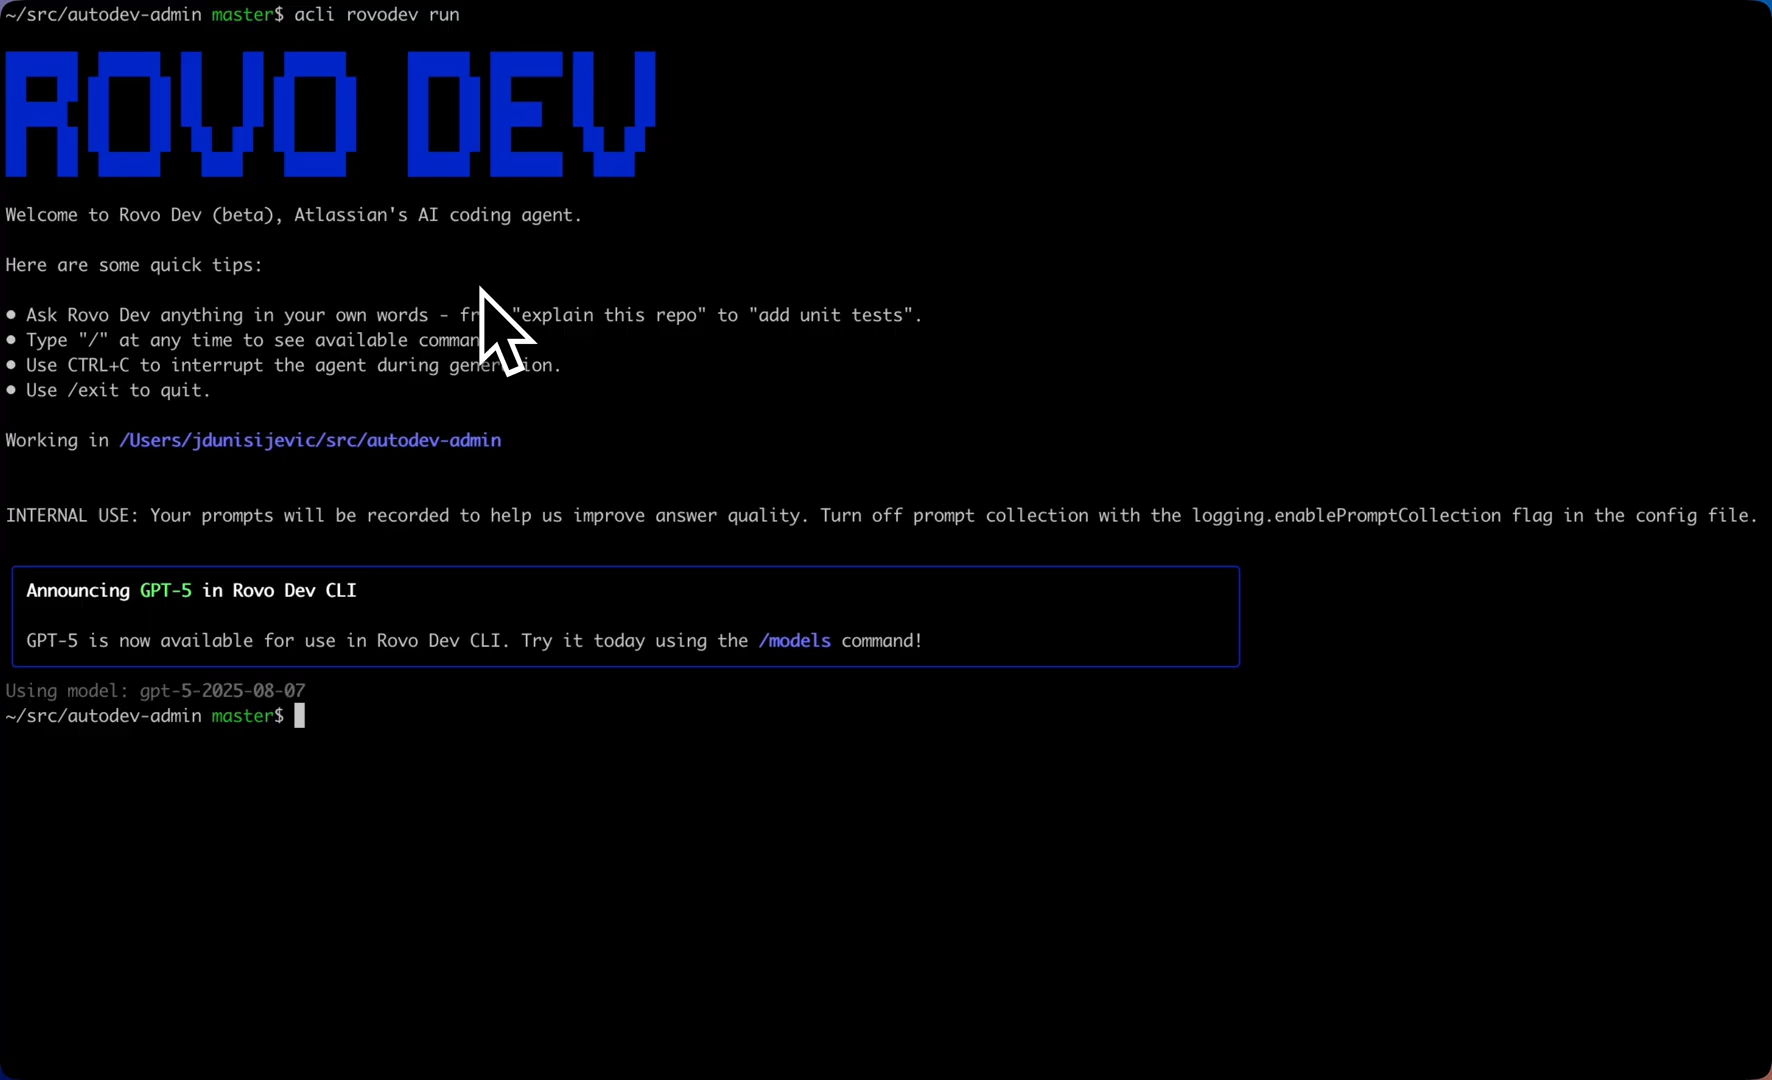 ~/src/autodev-admin master$ acli rovodev run
ROVO DEV
Welcome to Rovo Dev (beta), Atlassian's AI coding agent.
Here are some quick tips:
● Ask Rovo Dev anything in your own words - "explain this repo" to "add unit tests".
● Type "/" at any time to see available
● Use CTRL+C to interrupt the agent during
● Use /exit to quit.
Working in /Users/jdunisijevic/src/autodev-admin
INTERNAL USE: Your prompts will be recorded to help us improve answer quality. Turn off prompt collection with the logging.enablePromptCollection flag in the config file.
Announcing GPT-5 in Rovo Dev CLI
GPT-5 is now available for use in Rovo Dev CLI. Try it today using the /models command!
Using model: gpt-5-2025-08-07
~/src/autodev-admin master$